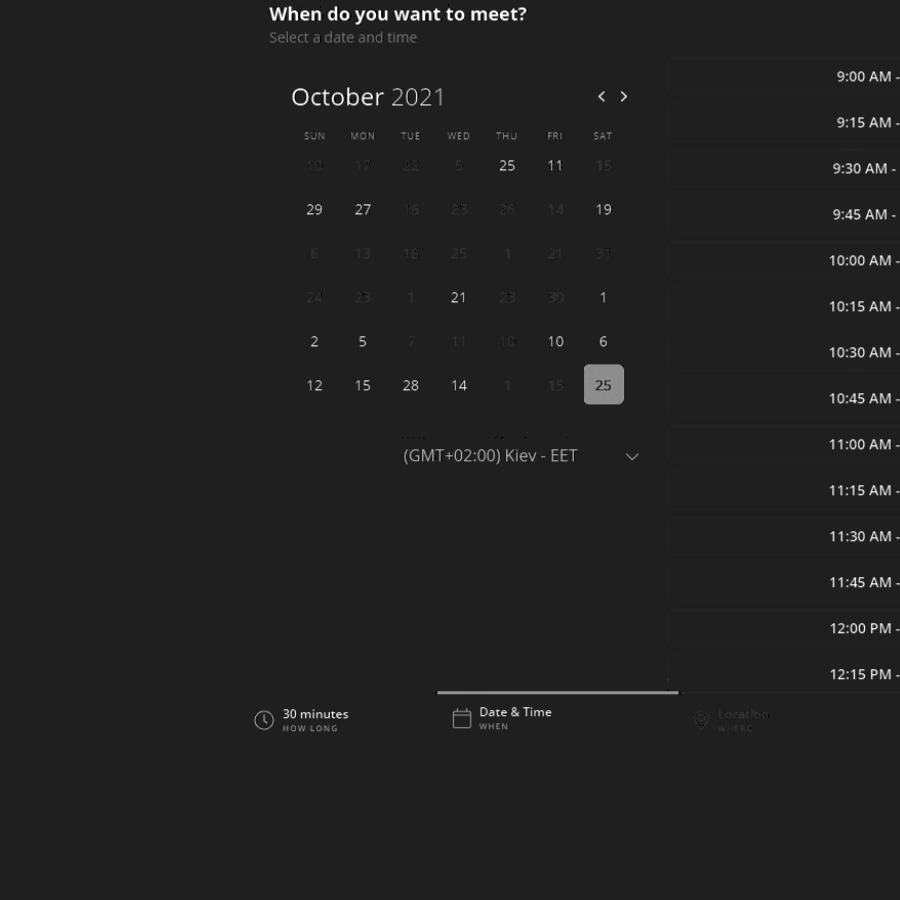 When do you want to meet?
Select a date and time
October 2021
SUN MON TUE WED THU FRI SAT
17 5 25 11 15
29 27 16 23 26 14 19
6 13 16 25 1 21 31
24 23 1 21 23 30 1
2 5 7 11 10 10 6
12 15 28 14 1 15 25
(GMT+02:00) Kiev - EET
9:00 AM -
9:15 AM -
9:30 AM -
9:45 AM -
10:00 AM -
10:15 AM -
10:30 AM -
10:45 AM -
11:00 AM -
11:15 AM -
11:30 AM -
11:45 AM -
12:00 PM -
12:15 PM -
30 minutes
HOW LONG
Date & Time
WHEN
Location
WHERE